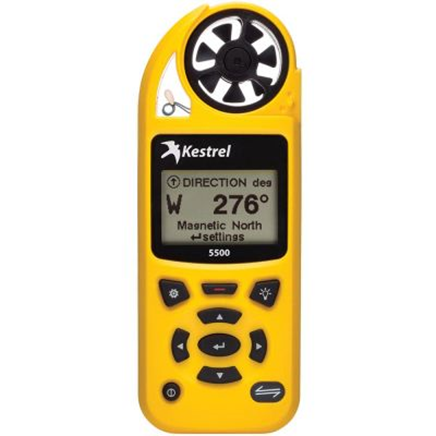 Kestrel
DIRECTION deg
W 276°
Magnetic North
↵settings
5500